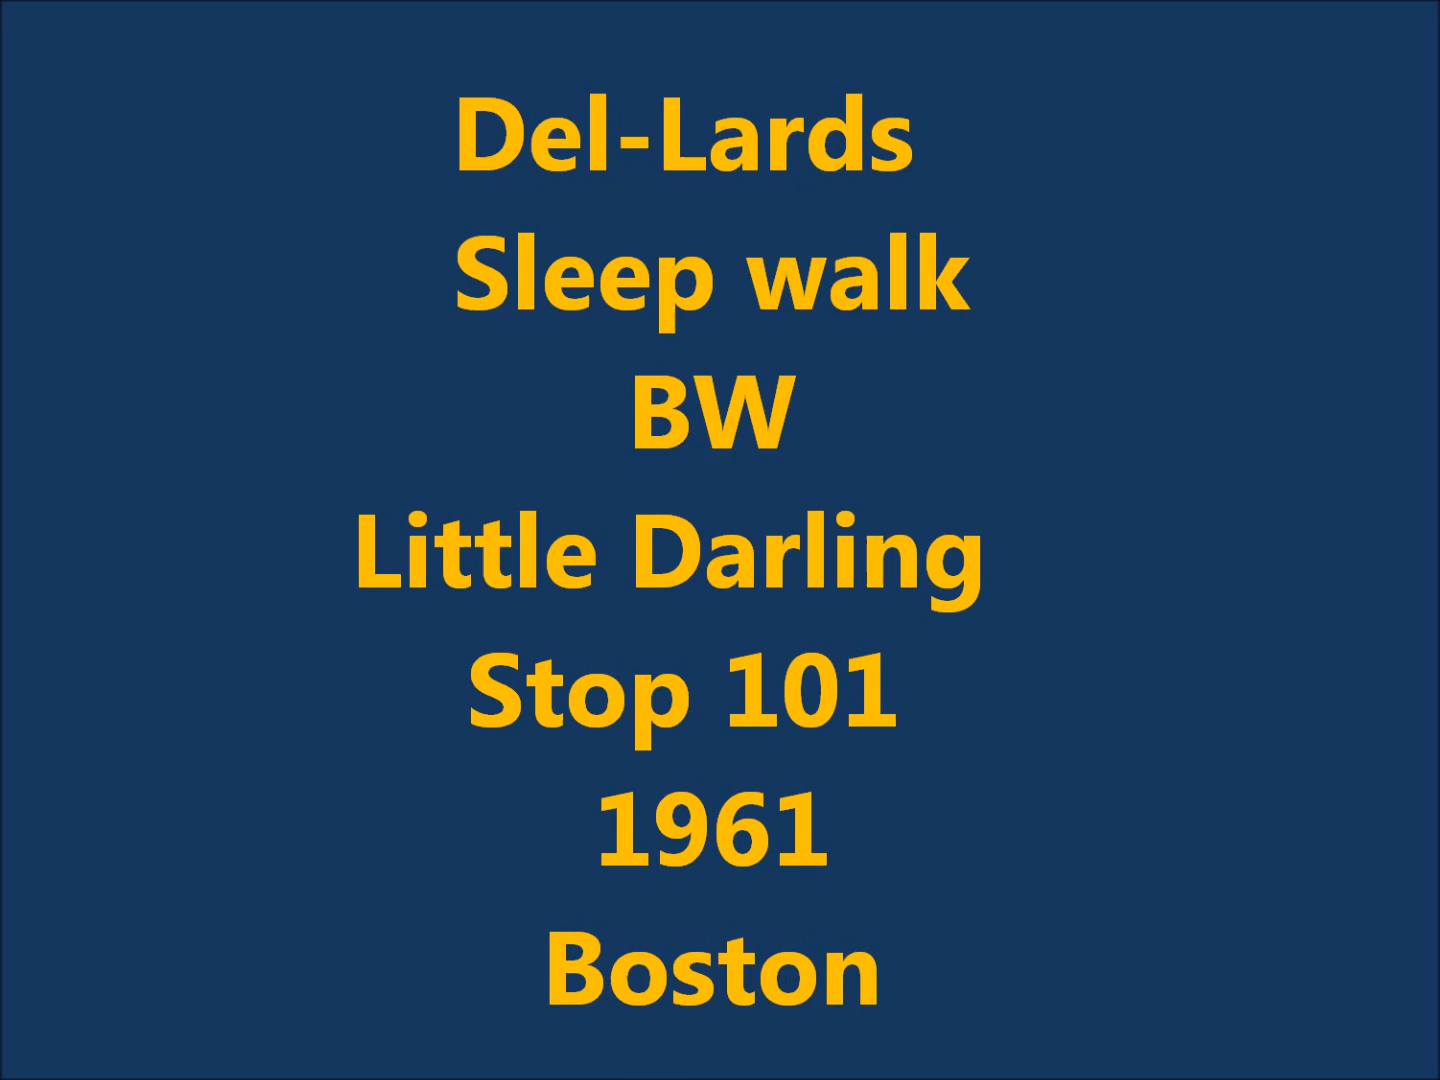 Del-Lards
Sleep walk
BW
Little Darling
Stop 101
1961
Boston